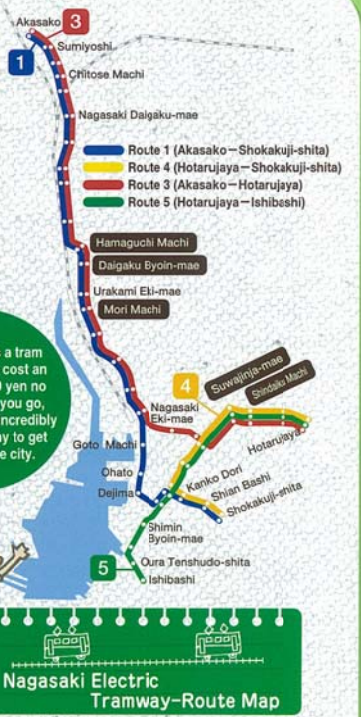 Akasako
3
1
Sumiyoshi
Chitose Machi
Nagasaki Daigaku-mae
Route 1 (Akasako－Shokakuji-shita)
Route 4 (Hotarujaya－Shokakuji-shita)
Route 3 (Akasako－Hotarujaya)
Route 5 (Hotarujaya－Ishibashi)
Hamaguchi Machi
Daigaku Byoin-mae
Urakami Eki-mae
Mori Machi
s a tram
cost an
yen no
you go,
ncredibly
y to get
e city.
4
Suwajinja-mae
Shindaiku Machi
Nagasaki
Eki-mae
Hotarujaya
Goto Machi
Ohato
Dejima
Kanko Dori
Shian Bashi
Shokakuji-shita
Shimin
Byoin-mae
5
Oura Tenshudo-shita
Ishibashi
Nagasaki Electric
Tramway-Route Map